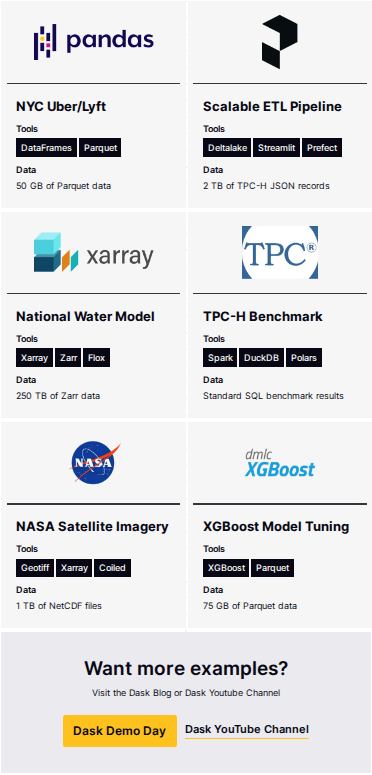 pandas
NYC Uber/Lyft
Tools
DataFrames Parquet
Data
50 GB of Parquet data
Scalable ETL Pipeline
Tools
Deltalake Streamlit Prefect
Data
2 TB of TPC-H JSON records
xarray
National Water Model
Tools
Xarray Zarr Flox
Data
250 TB of Zarr data
TPC®
TPC-H Benchmark
Tools
Spark DuckDB Polars
Data
Standard SQL benchmark results
NASA
NASA Satellite Imagery
Tools
Geotiff Xarray Coiled
Data
1 TB of NetCDF files
dmlc
XGBoost
XGBoost Model Tuning
Tools
XGBoost Parquet
Data
75 GB of Parquet data
Want more examples?
Visit the Dask Blog or Dask Youtube Channel
Dask Demo Day Dask YouTube Channel